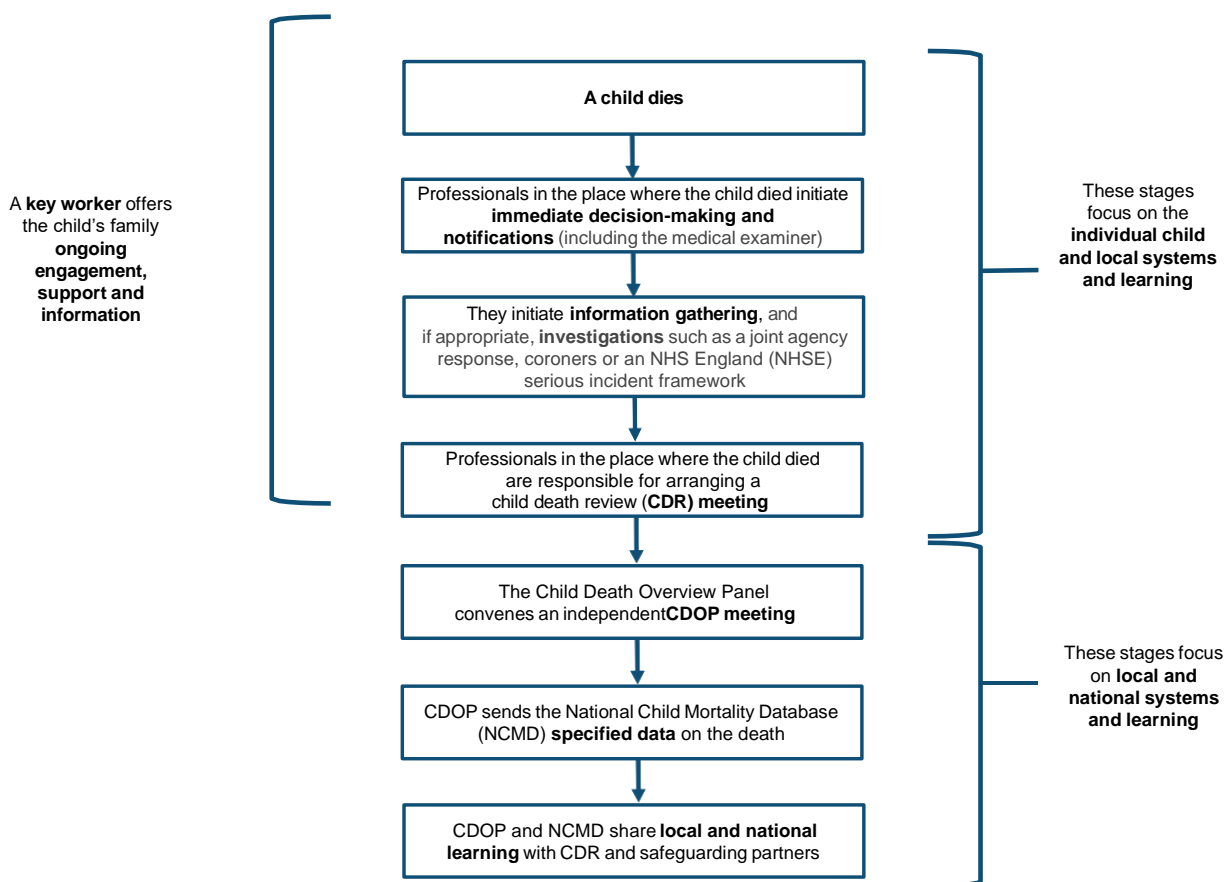 A child dies
Professionals in the place where the child died initiate
immediate decision-making and
notifications (including the medical examiner)
They initiate information gathering, and
if appropriate, investigations such as a joint agency
response, coroners or an NHS England (NHSE)
serious incident framework
Professionals in the place where the child died
are responsible for arranging a
child death review (CDR) meeting
The Child Death Overview Panel
convenes an independentCDOP meeting
CDOP sends the National Child Mortality Database
(NCMD) specified data on the death
CDOP and NCMD share local and national
learning with CDR and safeguarding partners
A key worker offers
the child’s family
ongoing
engagement,
support and
information
These stages
focus on the
individual child
and local systems
and learning
These stages focus
on local and
national systems
and learning